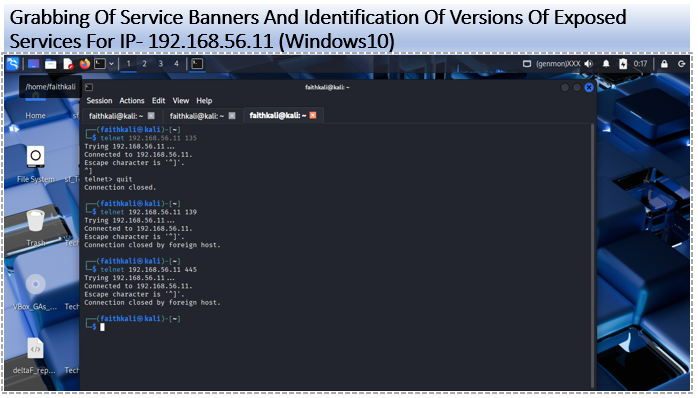 Grabbing Of Service Banners And Identification Of Versions Of Exposed
Services For IP- 192.168.56.11 (Windows10)
1 2 3 4
(genmon)XXX 0:17
/home/faithkali
faithkali@kali: ~
Session Actions Edit View Help
faithkali@kali: ~ faithkali@kali: ~ faithkali@kali: ~
Home
File System
Trash
Tech
VBox_GAs_...
Tech
deltaF_rep...
Tech
(faithkali㉿kali)-[~]
$ telnet 192.168.56.11 135
Trying 192.168.56.11...
Connected to 192.168.56.11.
Escape character is '^]'.
^]
telnet> quit
Connection closed.
(faithkali㉿kali)-[~]
$ telnet 192.168.56.11 139
Trying 192.168.56.11...
Connected to 192.168.56.11.
Escape character is '^]'.
Connection closed by foreign host.
(faithkali㉿kali)-[~]
$ telnet 192.168.56.11 445
Trying 192.168.56.11...
Connected to 192.168.56.11.
Escape character is '^]'.
Connection closed by foreign host.
(faithkali㉿kali)-[~]
$